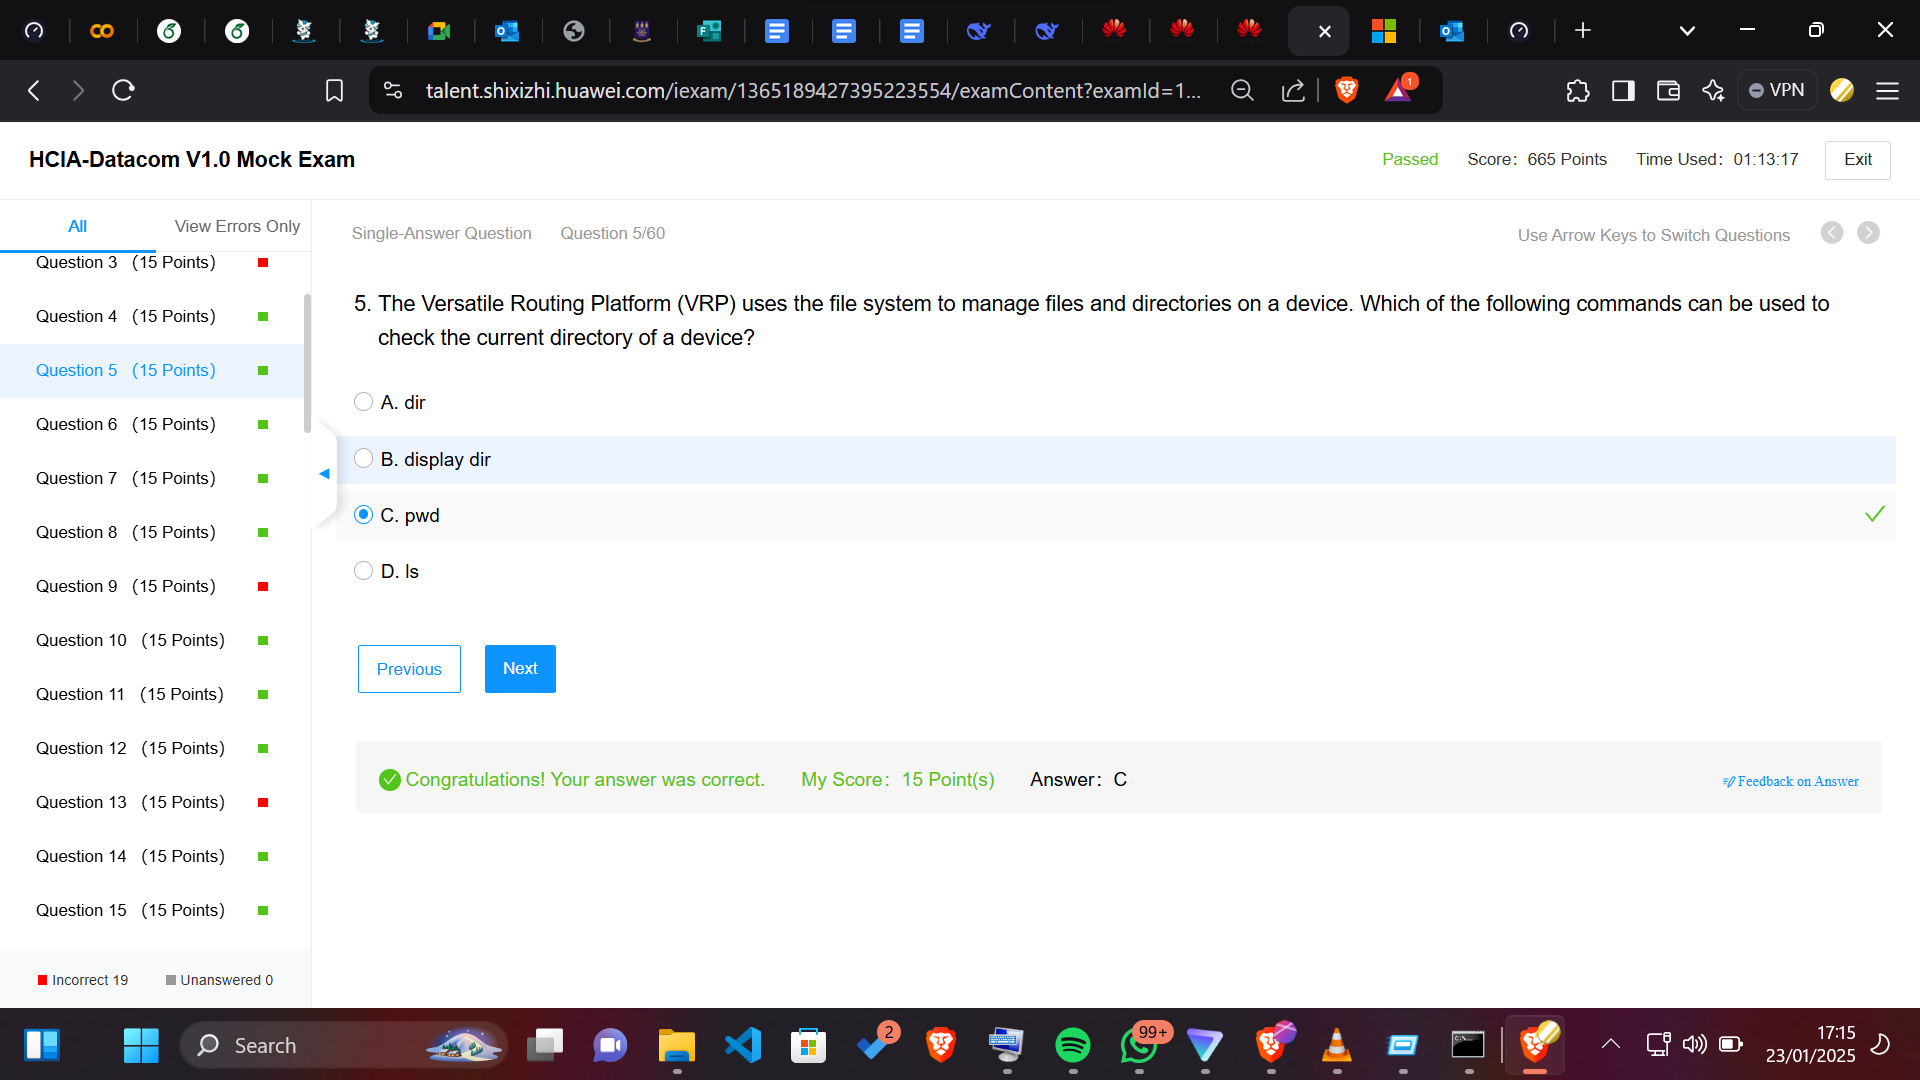 1
talent.shixizhi.huawei.com/iexam/1365189427395223554/examContent?examId=1...
VPN
HCIA-Datacom V1.0 Mock Exam
Passed
Score: 665 Points
Time Used: 01:13:17
Exit
All
View Errors Only
Single-Answer Question
Question 5/60
Use Arrow Keys to Switch Questions
Question 3 (15 Points)
Question 4 (15 Points)
Question 5 (15 Points)
Question 6 (15 Points)
Question 7 (15 Points)
Question 8 (15 Points)
Question 9 (15 Points)
Question 10 (15 Points)
Question 11 (15 Points)
Question 12 (15 Points)
Question 13 (15 Points)
Question 14 (15 Points)
Question 15 (15 Points)
Incorrect 19
Unanswered 0
5. The Versatile Routing Platform (VRP) uses the file system to manage files and directories on a device. Which of the following commands can be used to
check the current directory of a device?
A. dir
B. display dir
C. pwd
D. ls
Previous
Next
Congratulations! Your answer was correct.
My Score: 15 Point(s)
Answer: C
Feedback on Answer
Search
2
99+
17:15
23/01/2025